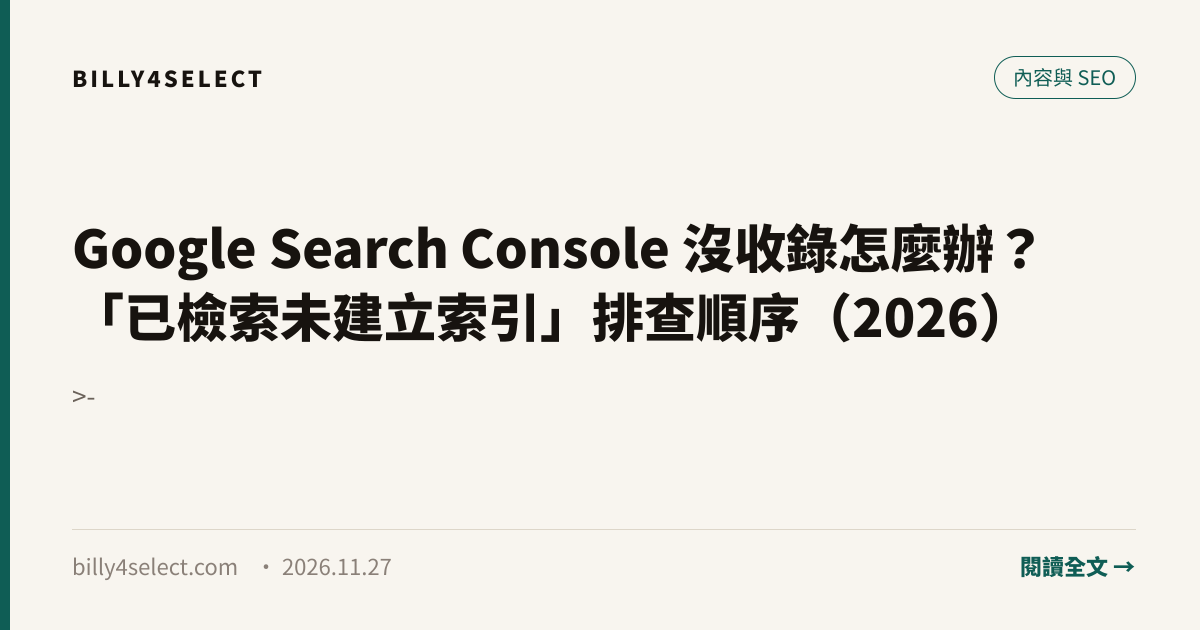 BILLY4SELECT
內容與 SEO
Google Search Console 沒收錄怎麼辦？
「已檢索未建立索引」排查順序（2026）
>-
billy4select.com · 2026.11.27
閱讀全文 →